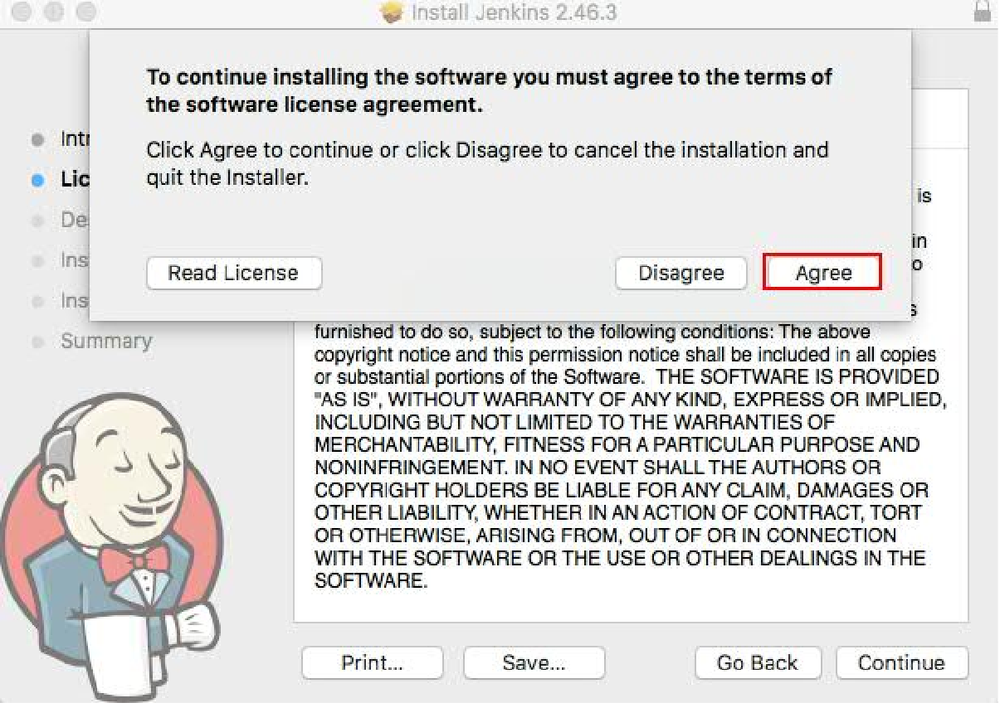 Install Jenkins 2.46.3
To continue installing the software you must agree to the terms of
the software license agreement.
Click Agree to continue or click Disagree to cancel the installation and
quit the Installer.
Read License
Disagree
Agree
Intr
Lic
De
Ins
Ins
Summary
is
in
o
s
furnished to do so, subject to the following conditions: The above
copyright notice and this permission notice shall be included in all copies
or substantial portions of the Software.  THE SOFTWARE IS PROVIDED
"AS IS", WITHOUT WARRANTY OF ANY KIND, EXPRESS OR IMPLIED,
INCLUDING BUT NOT LIMITED TO THE WARRANTIES OF
MERCHANTABILITY, FITNESS FOR A PARTICULAR PURPOSE AND
NONINFRINGEMENT. IN NO EVENT SHALL THE AUTHORS OR
COPYRIGHT HOLDERS BE LIABLE FOR ANY CLAIM, DAMAGES OR
OTHER LIABILITY, WHETHER IN AN ACTION OF CONTRACT, TORT
OR OTHERWISE, ARISING FROM, OUT OF OR IN CONNECTION
WITH THE SOFTWARE OR THE USE OR OTHER DEALINGS IN THE
SOFTWARE.
Print...
Save...
Go Back
Continue